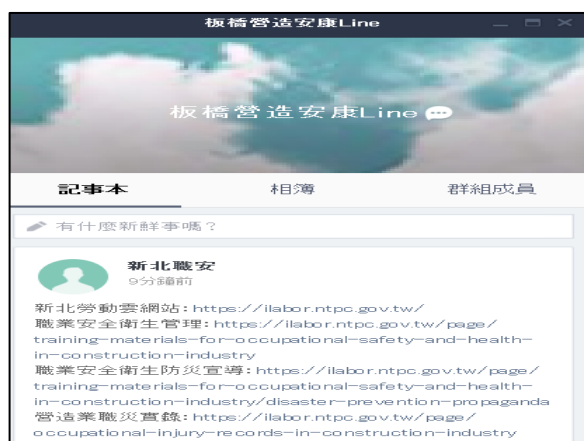 板橋營造安康Line
板橋營造安康Line
記事本 相簿 群組成員
有什麼新鮮事嗎？
新北職安
9分鐘前
新北勞動雲網站:https://ilabor.ntpc.gov.tw/
職業安全衛生管理:https://ilabor.ntpc.gov.tw/page/
training-materials-for-occupational-safety-and-health-
in-construction-industry
職業安全衛生防災宣導:https://ilabor.ntpc.gov.tw/page/
training-materials-for-occupational-safety-and-health-
in-construction-industry/disaster-prevention-propaganda
營造業職災實錄:https://ilabor.ntpc.gov.tw/page/
occupational-injury-records-in-construction-industry